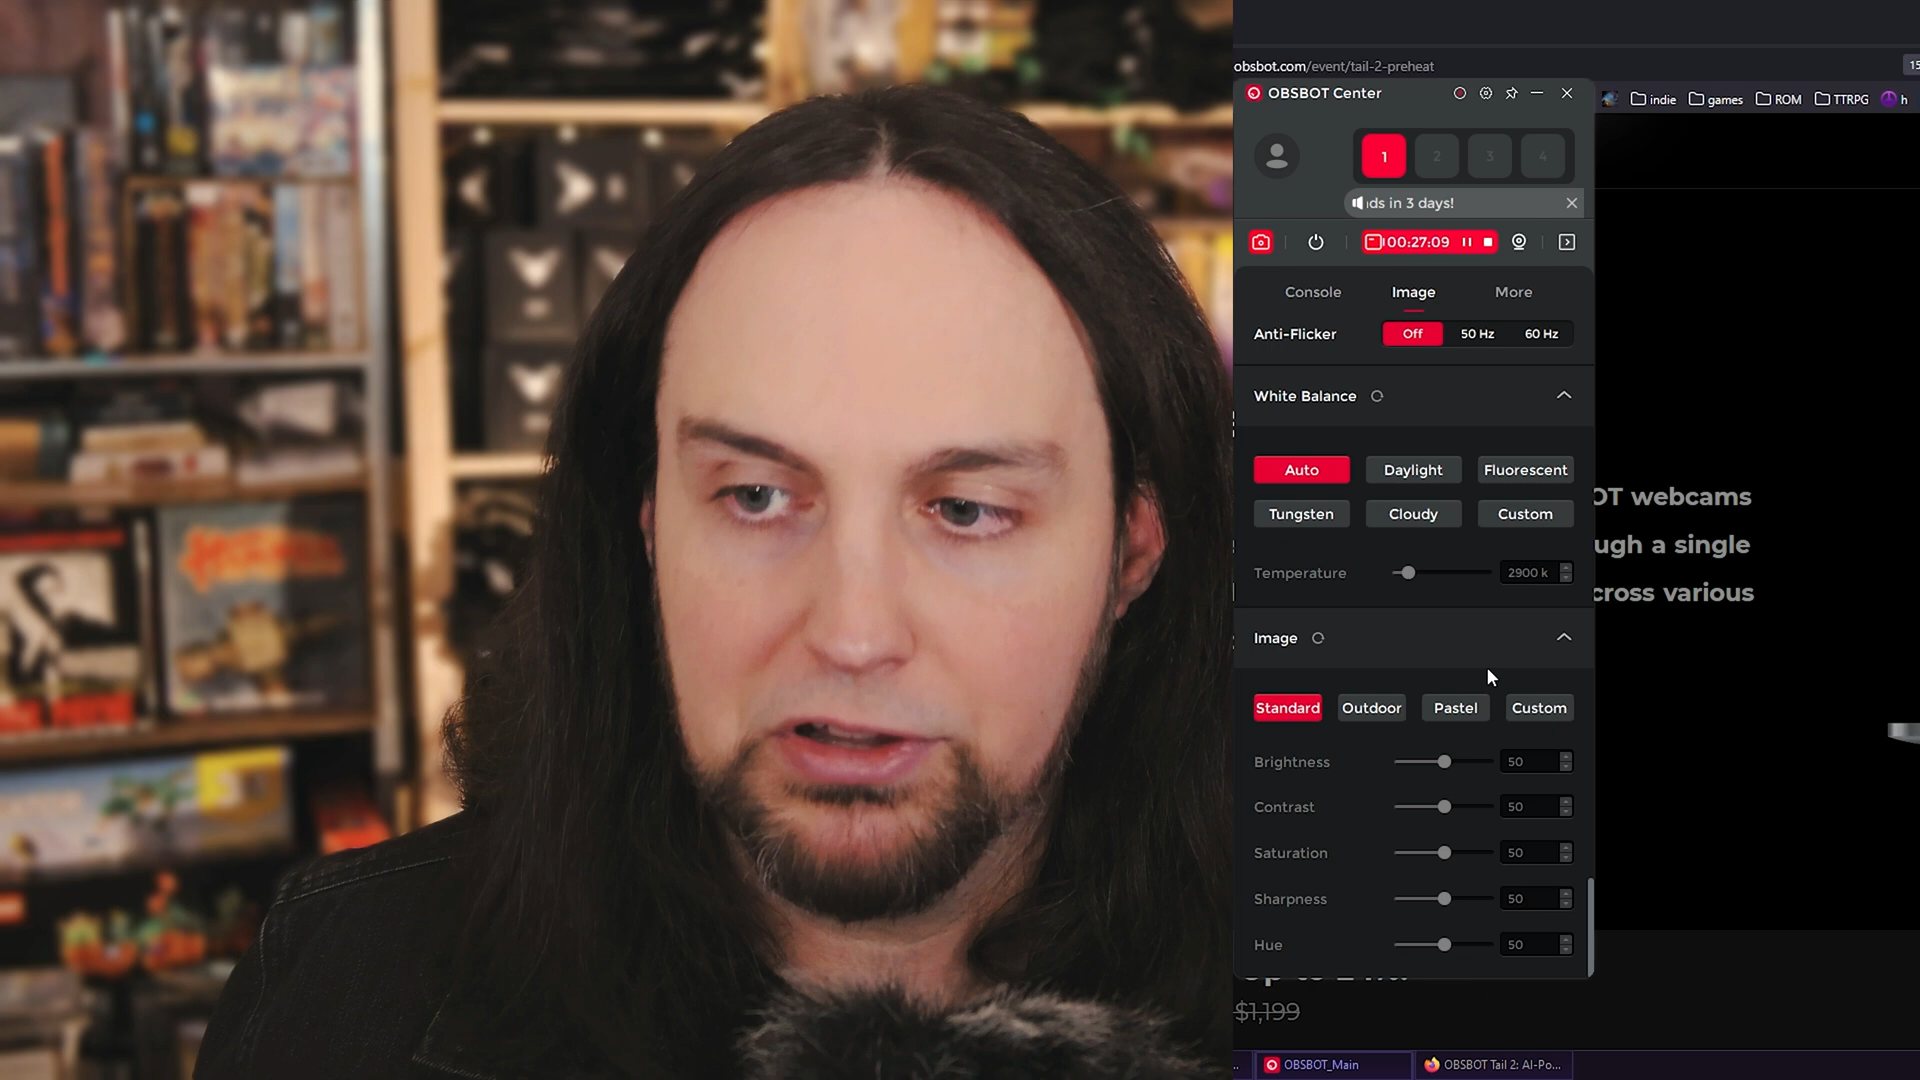 obsbot.com/event/tail-2-preheat
15
OBSBOT Center
indie
games
ROM
TTRPG
h
1
2
3
4
ds in 3 days!
00:27:09
Console
Image
More
Anti-Flicker
Off
50 Hz
60 Hz
White Balance
Auto
Daylight
Fluorescent
Tungsten
Cloudy
Custom
Temperature
2900 k
OT webcams
ugh a single
cross various
Image
Standard
Outdoor
Pastel
Custom
Brightness
50
Contrast
50
Saturation
50
Sharpness
50
Hue
50
$1,199
OBSBOT_Main
OBSBOT Tail 2: AI-Po...